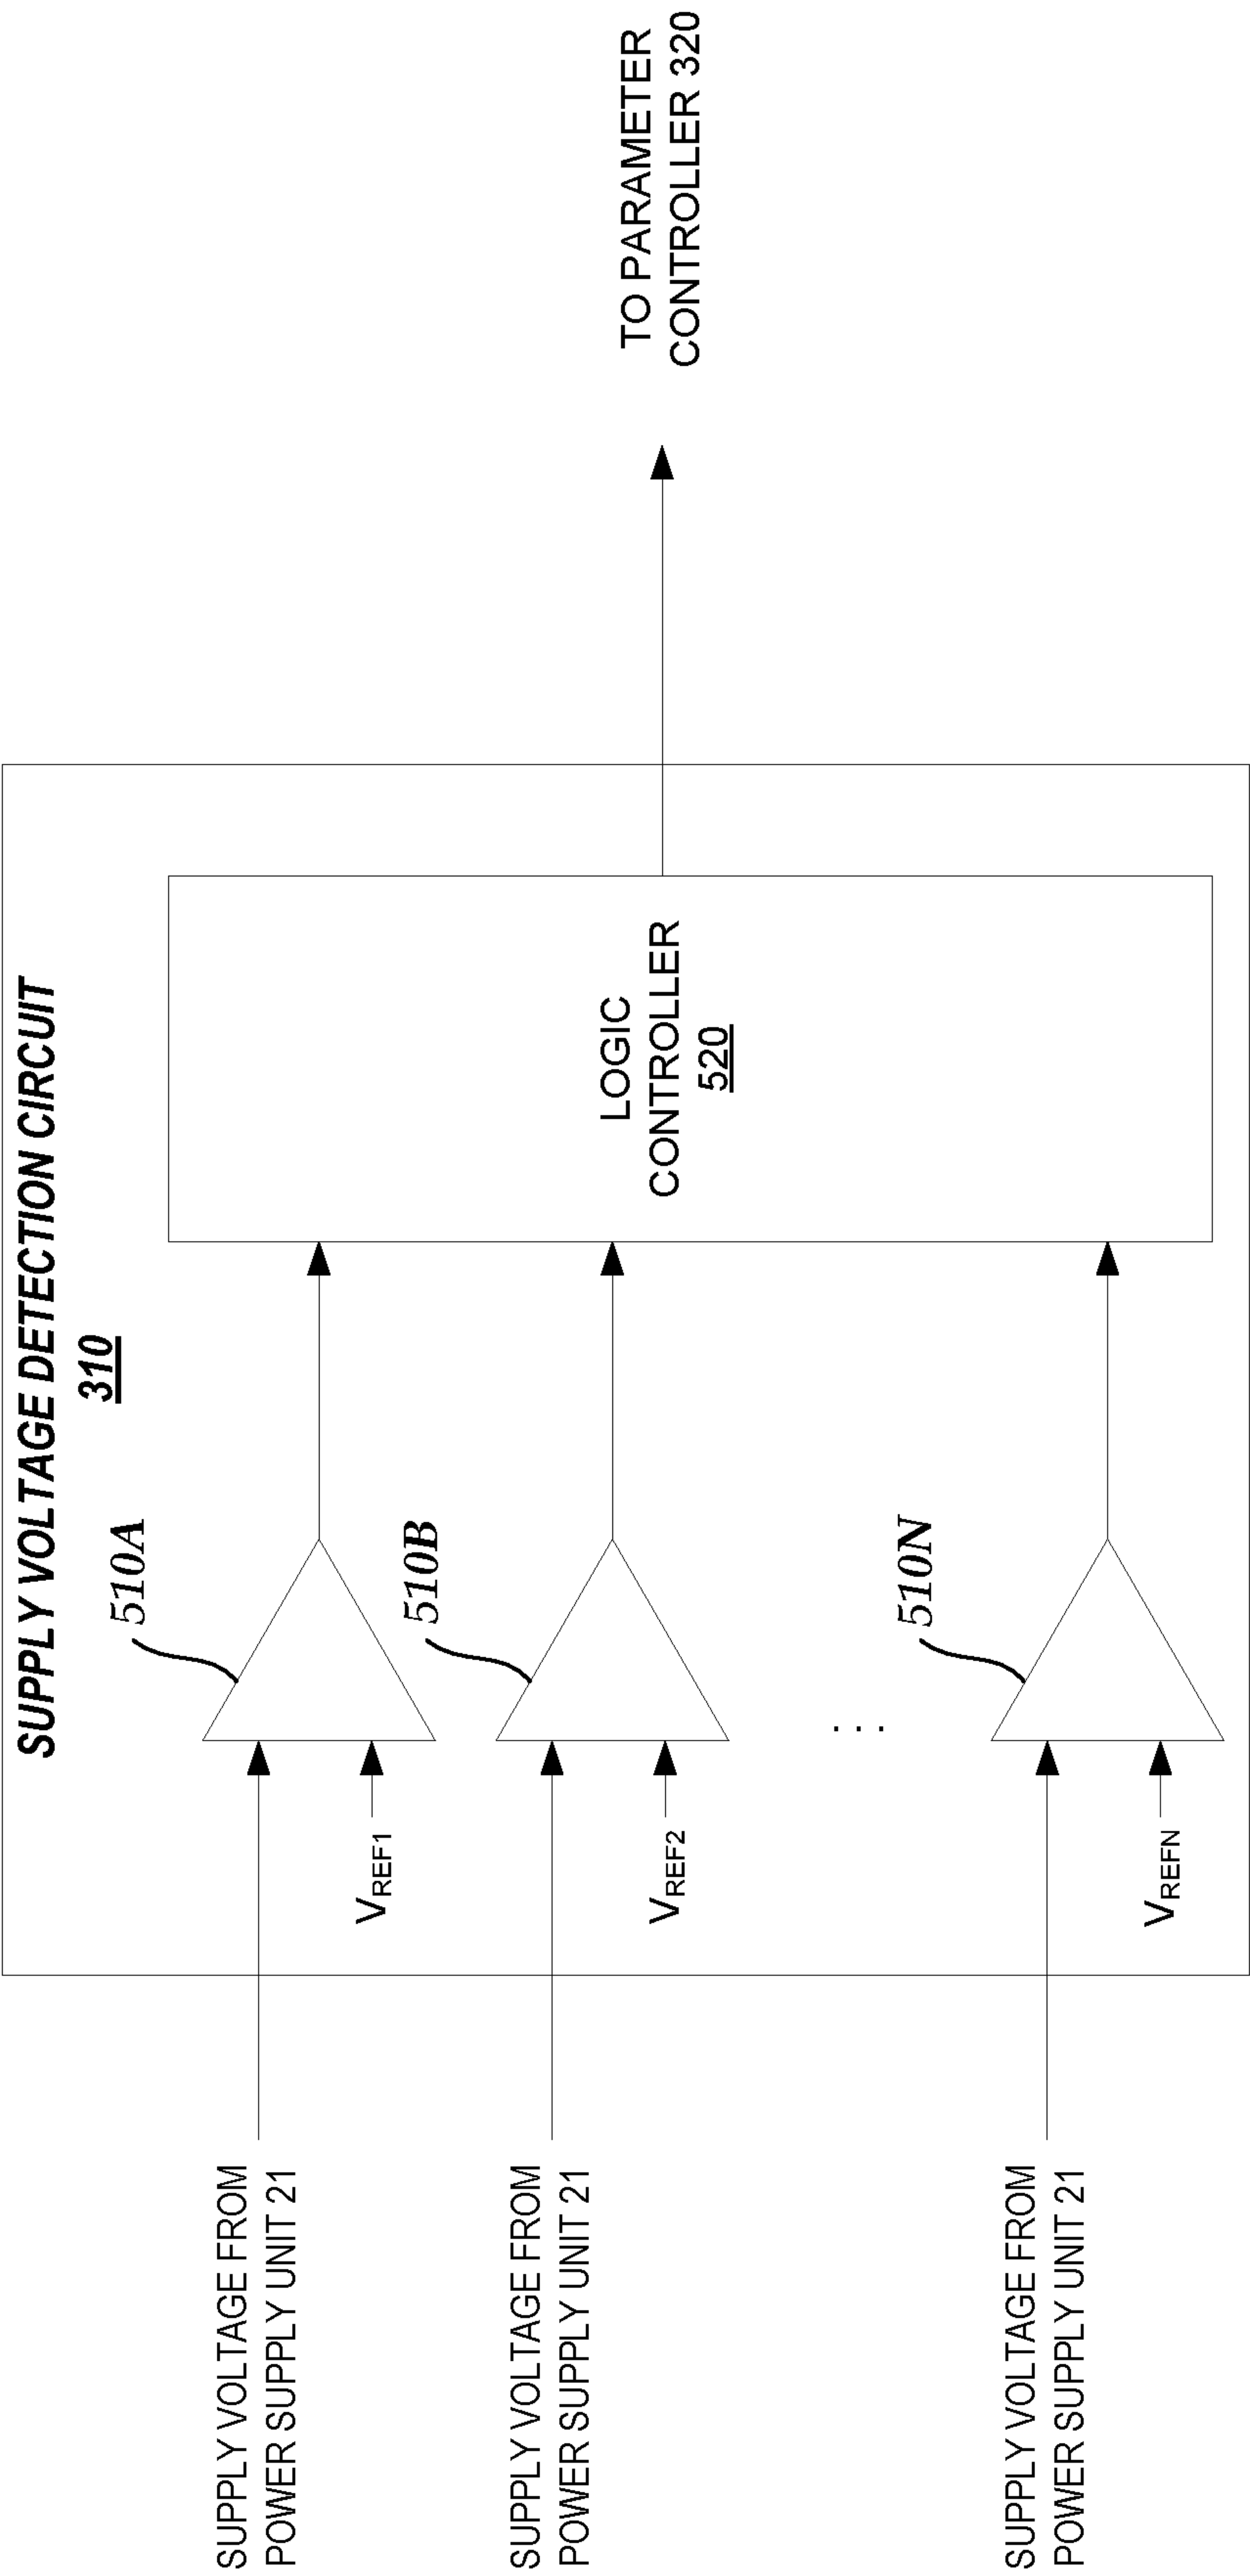 SUPPLY VOLTAGE DETECTION CIRCUIT
310
SUPPLY VOLTAGE FROM
POWER SUPPLY UNIT 21
VREF1
510A
SUPPLY VOLTAGE FROM
POWER SUPPLY UNIT 21
VREF2
510B
. . .
SUPPLY VOLTAGE FROM
POWER SUPPLY UNIT 21
VREFN
510N
LOGIC
CONTROLLER
520
TO PARAMETER
CONTROLLER 320